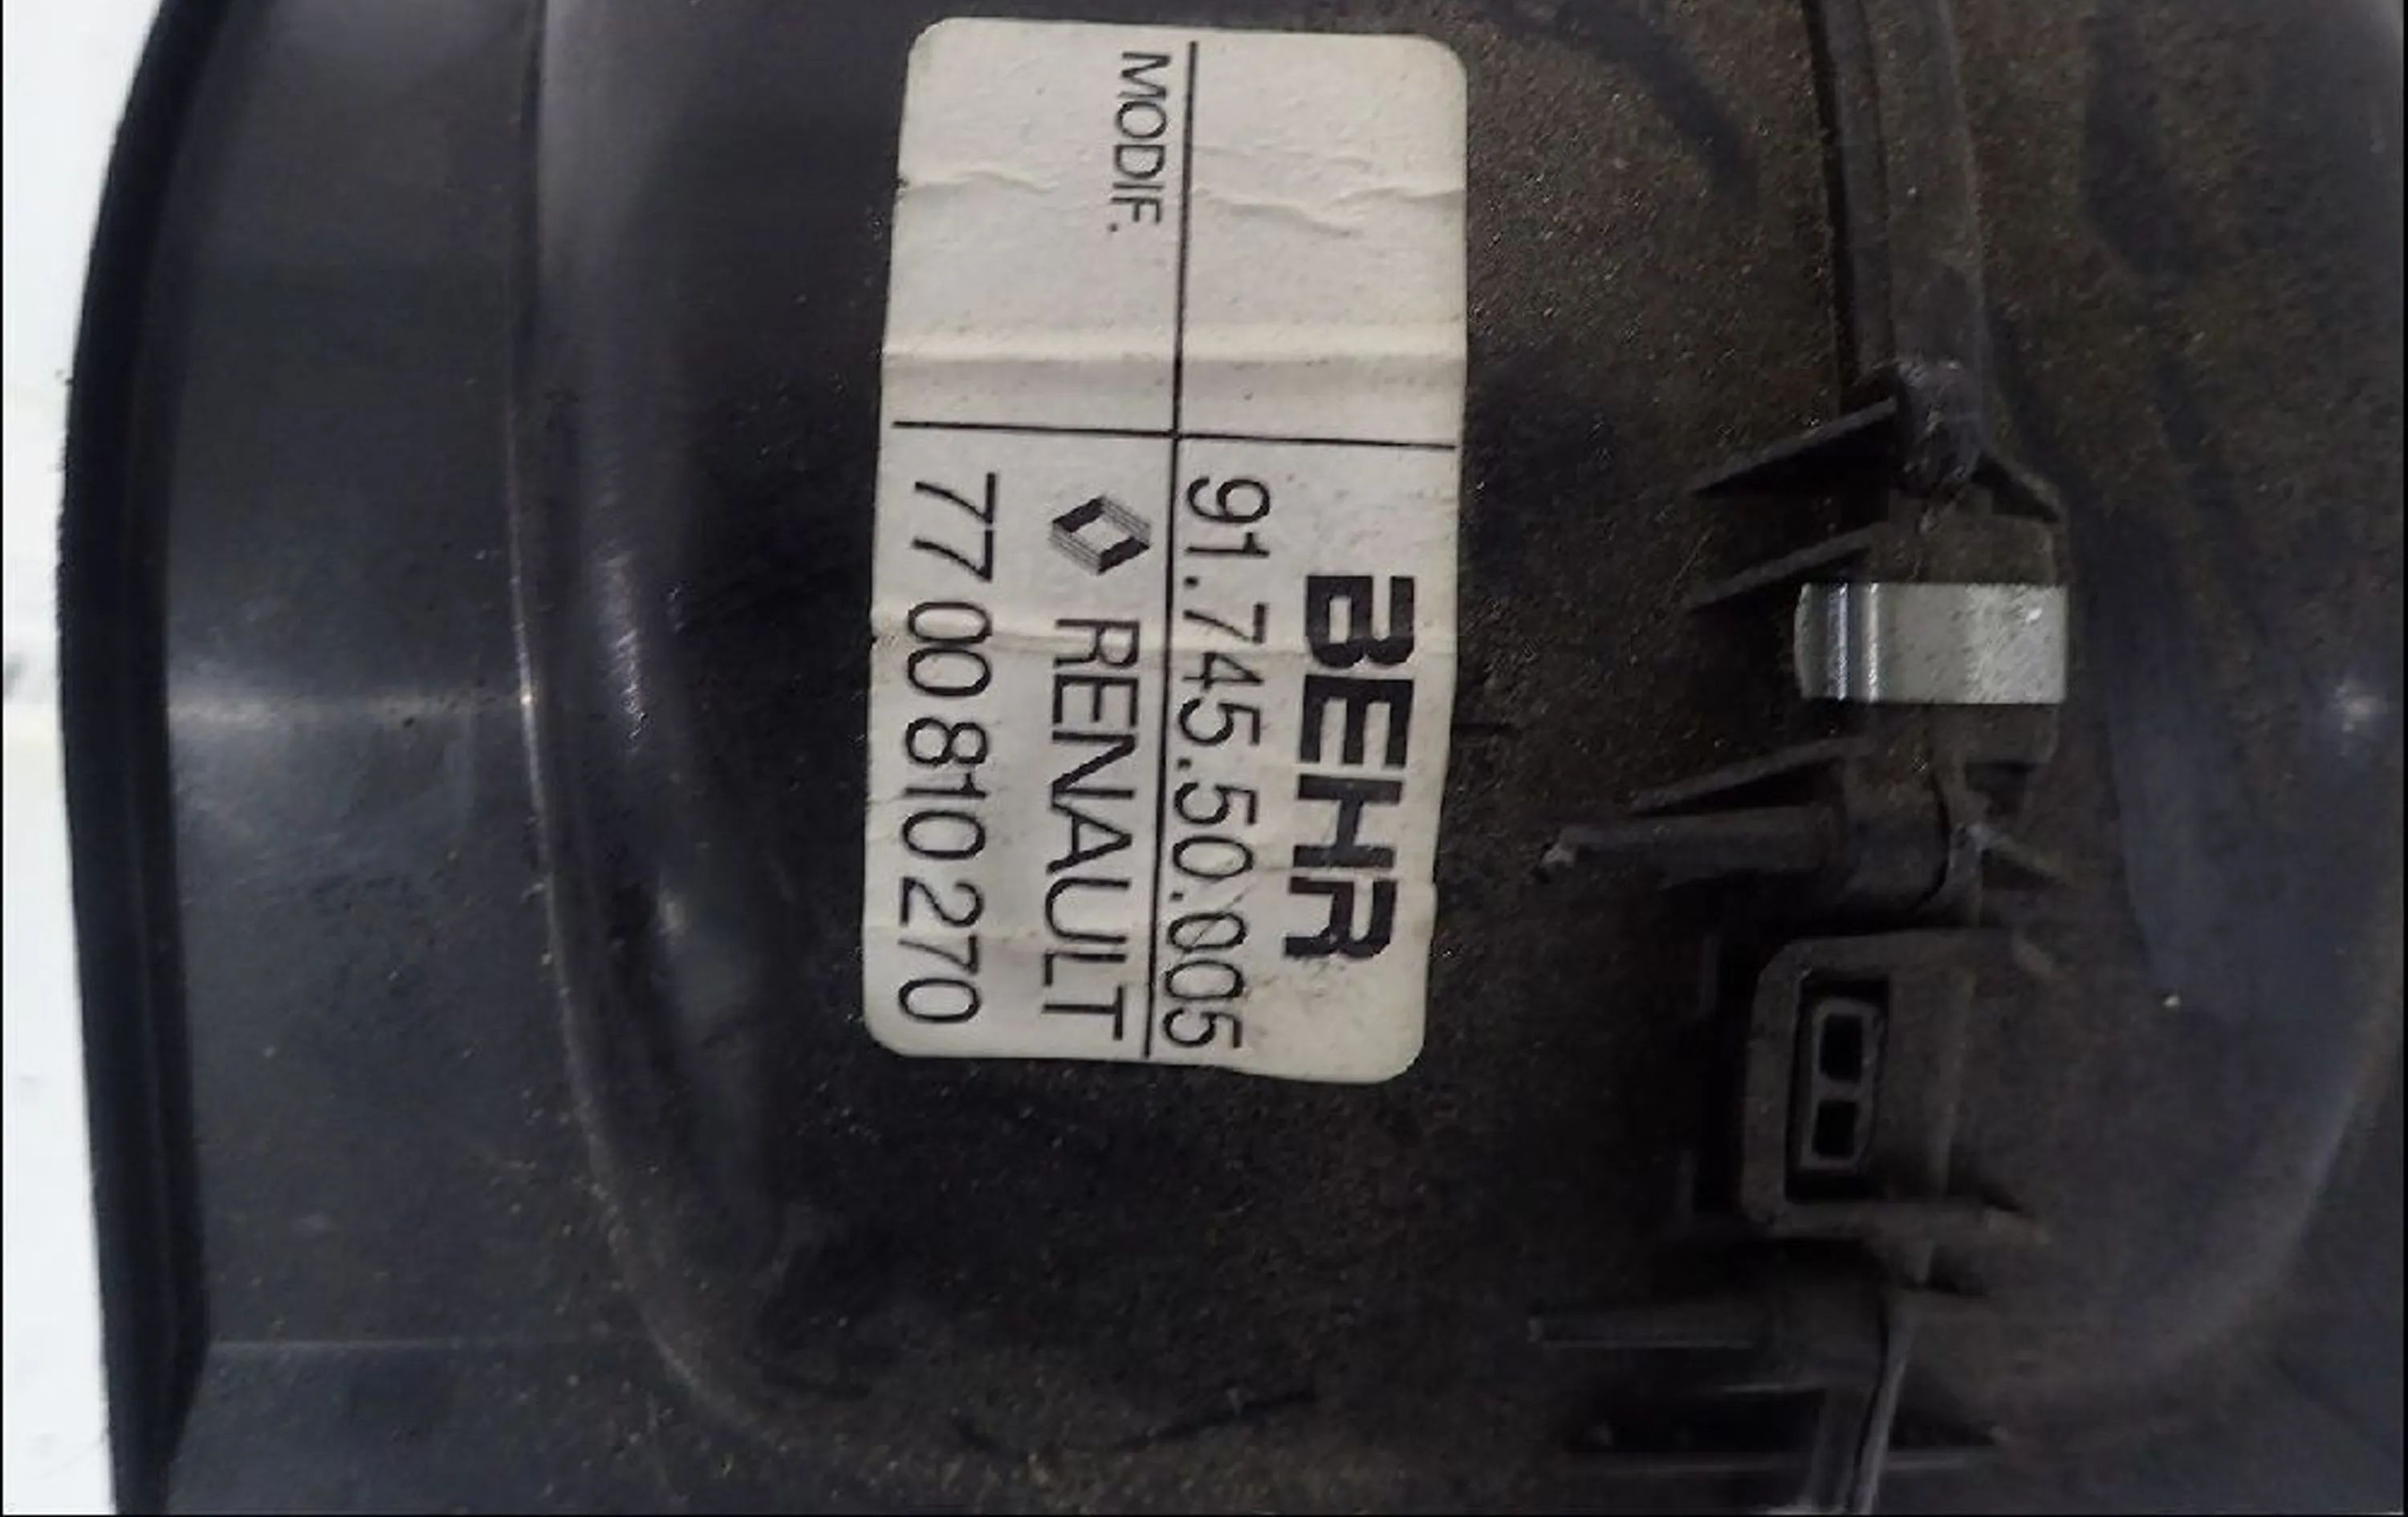 BEHR
91.745.50.005
RENAULT
MODIF.
77 00 810 270